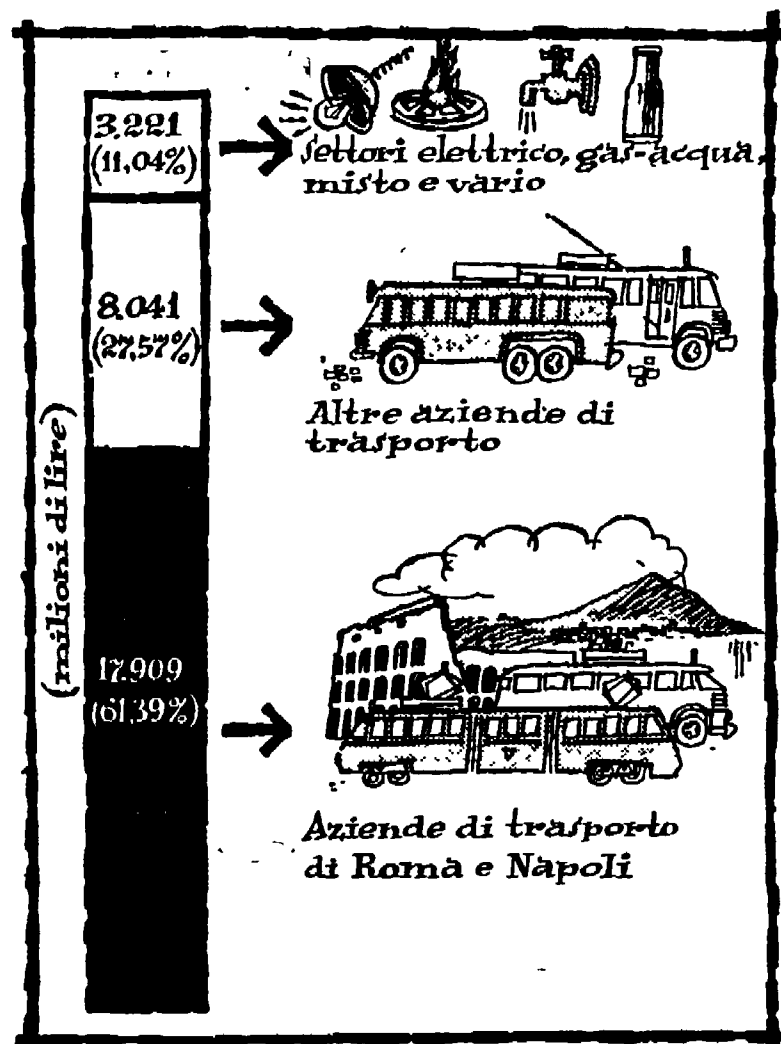 3.221
(11,04%)
Settori elettrico, gas-acqua,
misto e vario
8.041
(27,57%)
Altre aziende di
trasporto
(milioni di lire)
17.909
(61,39%)
Aziende di trasporto
di Roma e Napoli